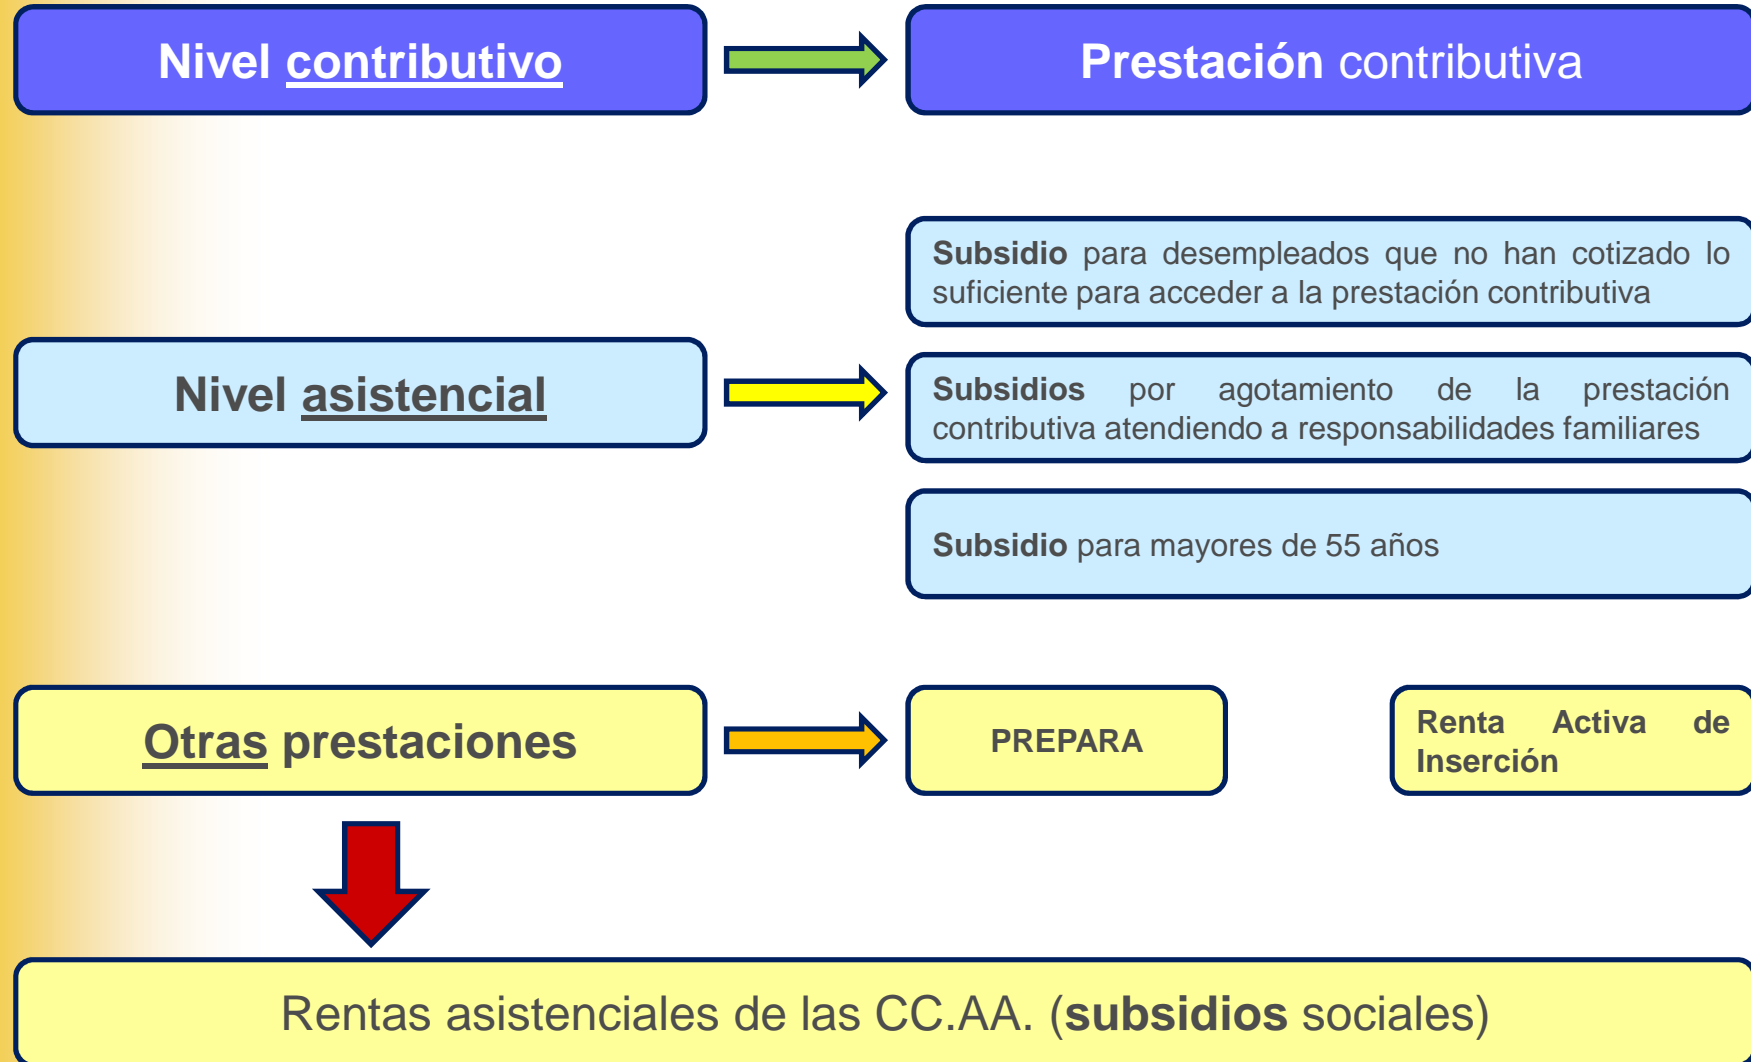 Nivel contributivo
Prestación contributiva
Subsidio para desempleados que no han cotizado lo
suficiente para acceder a la prestación contributiva
Nivel asistencial
Subsidios por agotamiento de la prestación
contributiva atendiendo a responsabilidades familiares
Subsidio para mayores de 55 años
Otras prestaciones
PREPARA
Renta Activa de
Inserción
Rentas asistenciales de las CC.AA. (subsidios sociales)